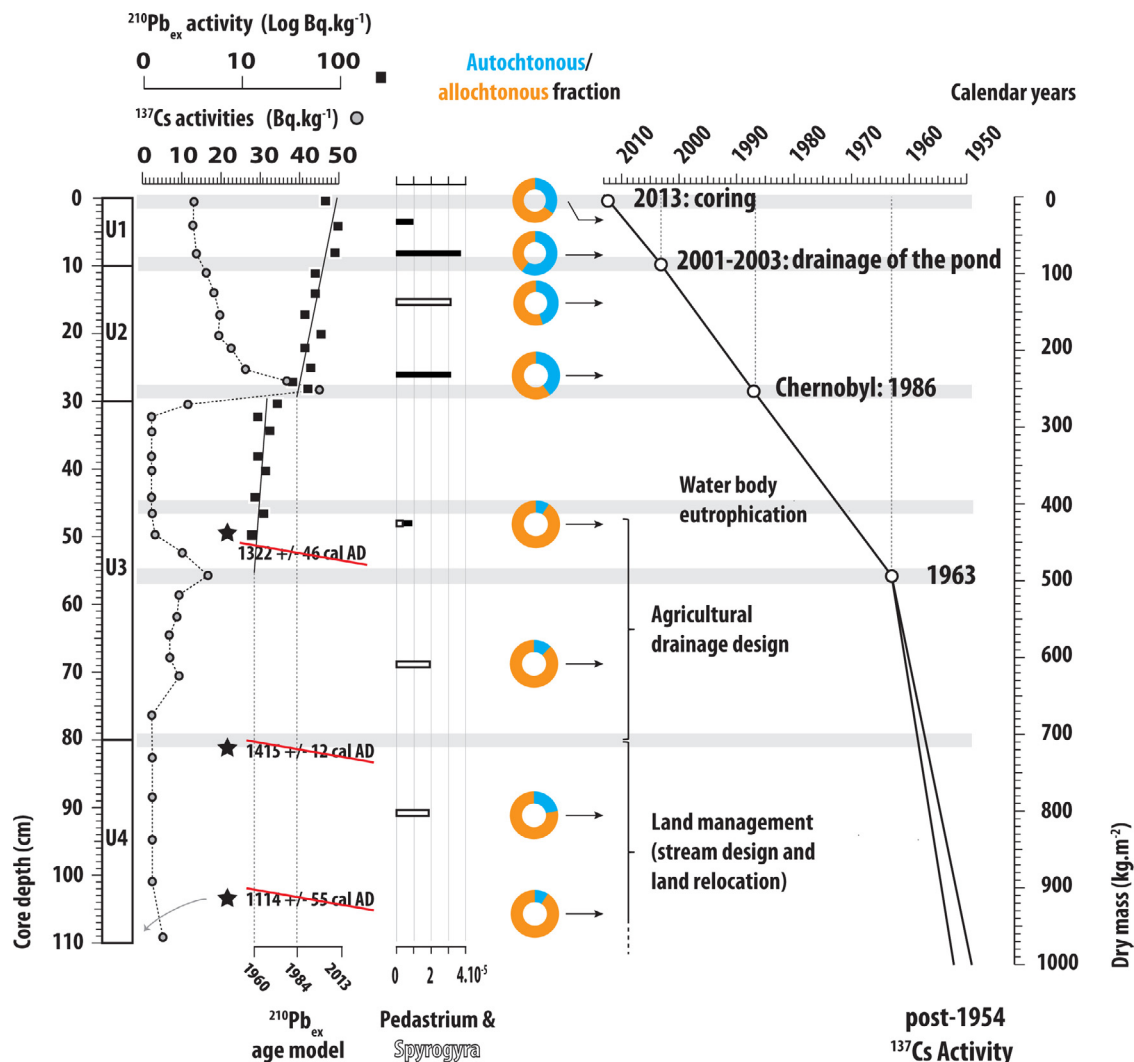 210Pbex activity (Log Bq.kg-1)
0 10 100
137Cs activities (Bq.kg-1)
0 10 20 30 40 50
Autochtonous/
allochtonous fraction
Calendar years
2010 2000 1990 1980 1970 1960 1950
Core depth (cm)
0
10
20
30
40
50
60
70
80
90
100
110
U1
U2
U3
U4
1322 +/- 46 cal AD
1415 +/- 12 cal AD
1114 +/- 55 cal AD
1960 1984 2013
210Pbex
age model
0 2 4.10-5
Pedastrium &
Spyrogyra
2013: coring
2001-2003: drainage of the pond
Chernobyl: 1986
Water body
eutrophication
1963
Agricultural
drainage design
Land management
(stream design and
land relocation)
0
100
200
300
400
500
600
700
800
900
1000
Dry mass (kg.m-2)
post-1954
137Cs Activity